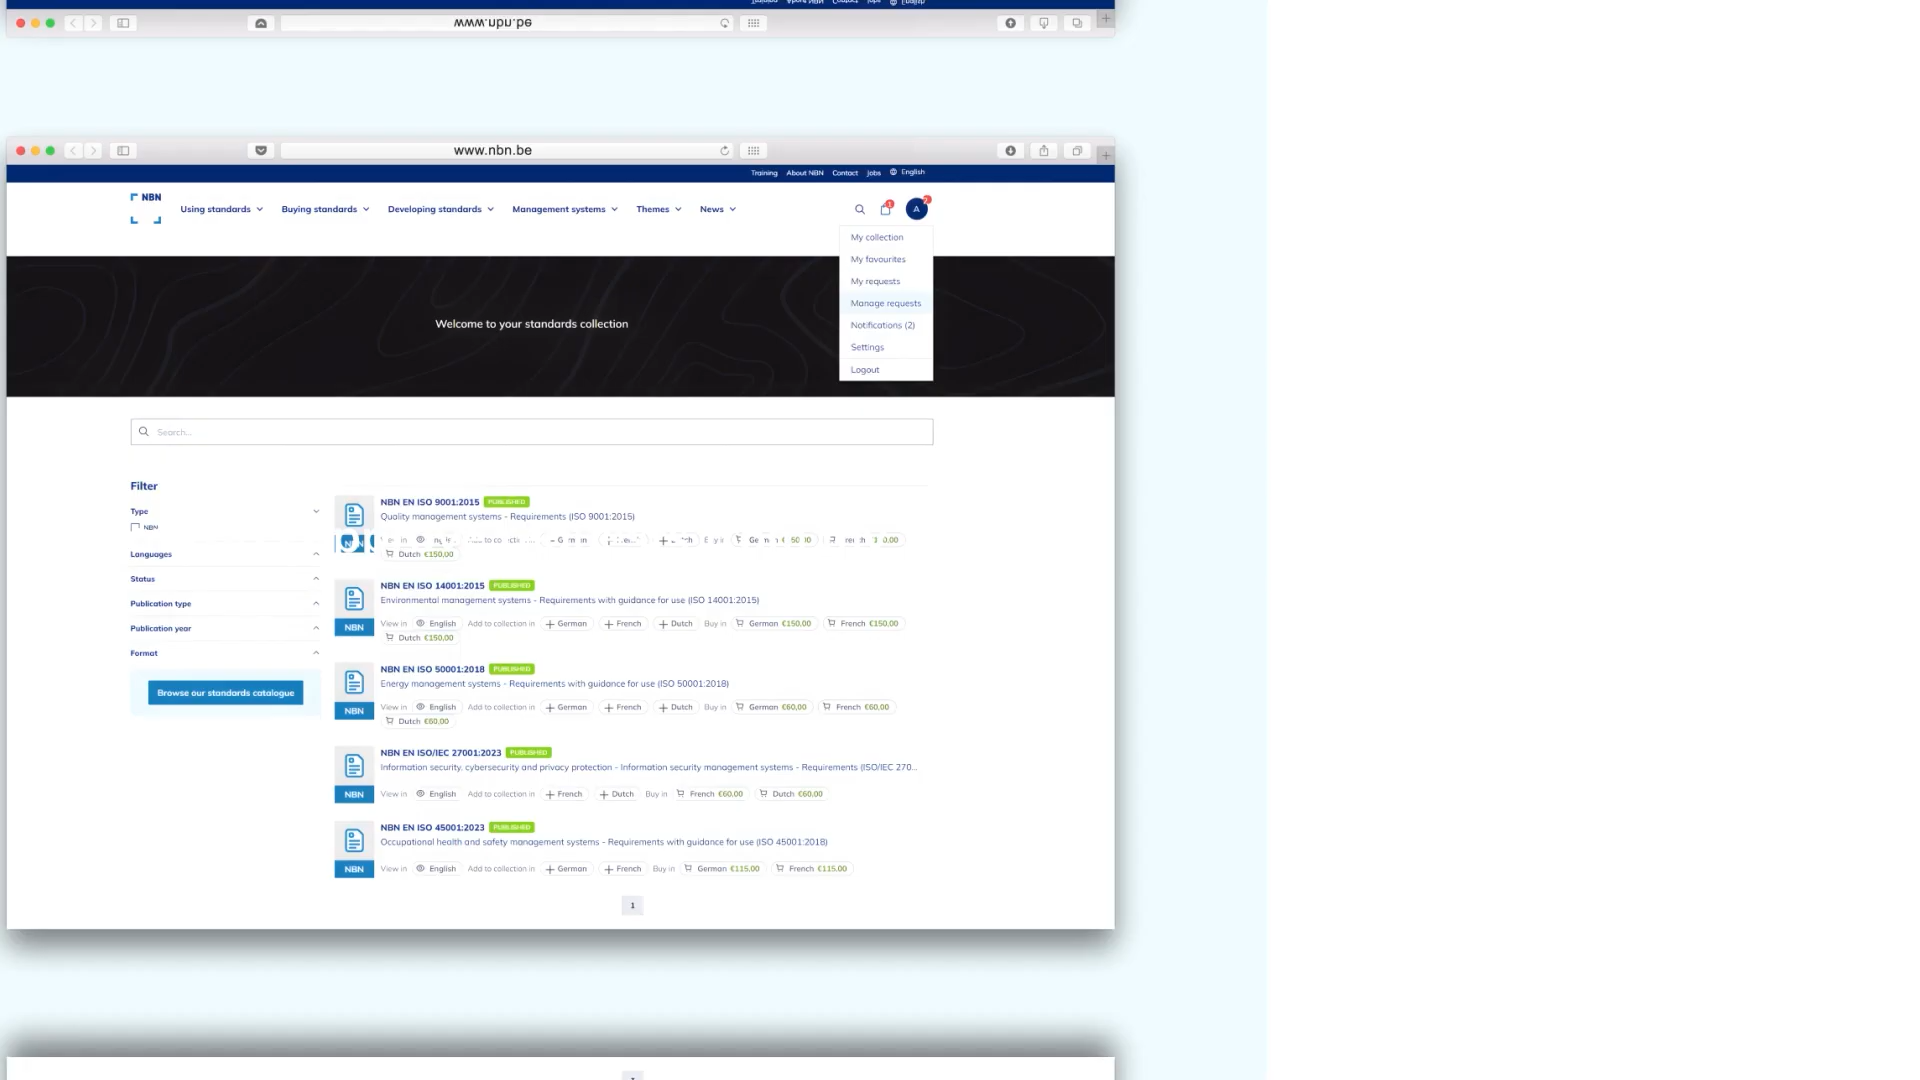 www.nbn.be
www.nbn.be
Training About NBN Contact Jobs English
NBN
Using standards Buying standards Developing standards Management systems Themes News
1
A
My collection
My favourites
My requests
Manage requests
Notifications (2)
Settings
Logout
Welcome to your standards collection
Search...
Filter
Type
NBN
Languages
Status
Publication type
Publication year
Format
Browse our standards catalogue
NBN EN ISO 9001:2015 PUBLISHED
Quality management systems - Requirements (ISO 9001:2015)
Dutch €150,00
NBN EN ISO 14001:2015 PUBLISHED
Environmental management systems - Requirements with guidance for use (ISO 14001:2015)
NBN View in English Add to collection in + German + French + Dutch Buy in German €150,00 French €150,00
Dutch €150,00
NBN EN ISO 50001:2018 PUBLISHED
Energy management systems - Requirements with guidance for use (ISO 50001:2018)
NBN View in English Add to collection in + German + French + Dutch Buy in German €60,00 French €60,00
Dutch €60,00
NBN EN ISO/IEC 27001:2023 PUBLISHED
Information security, cybersecurity and privacy protection - Information security management systems - Requirements (ISO/IEC 270...
NBN View in English Add to collection in + French + Dutch Buy in French €60,00 Dutch €60,00
NBN EN ISO 45001:2023 PUBLISHED
Occupational health and safety management systems - Requirements with guidance for use (ISO 45001:2018)
NBN View in English Add to collection in + German + French Buy in German €115,00 French €115,00
1